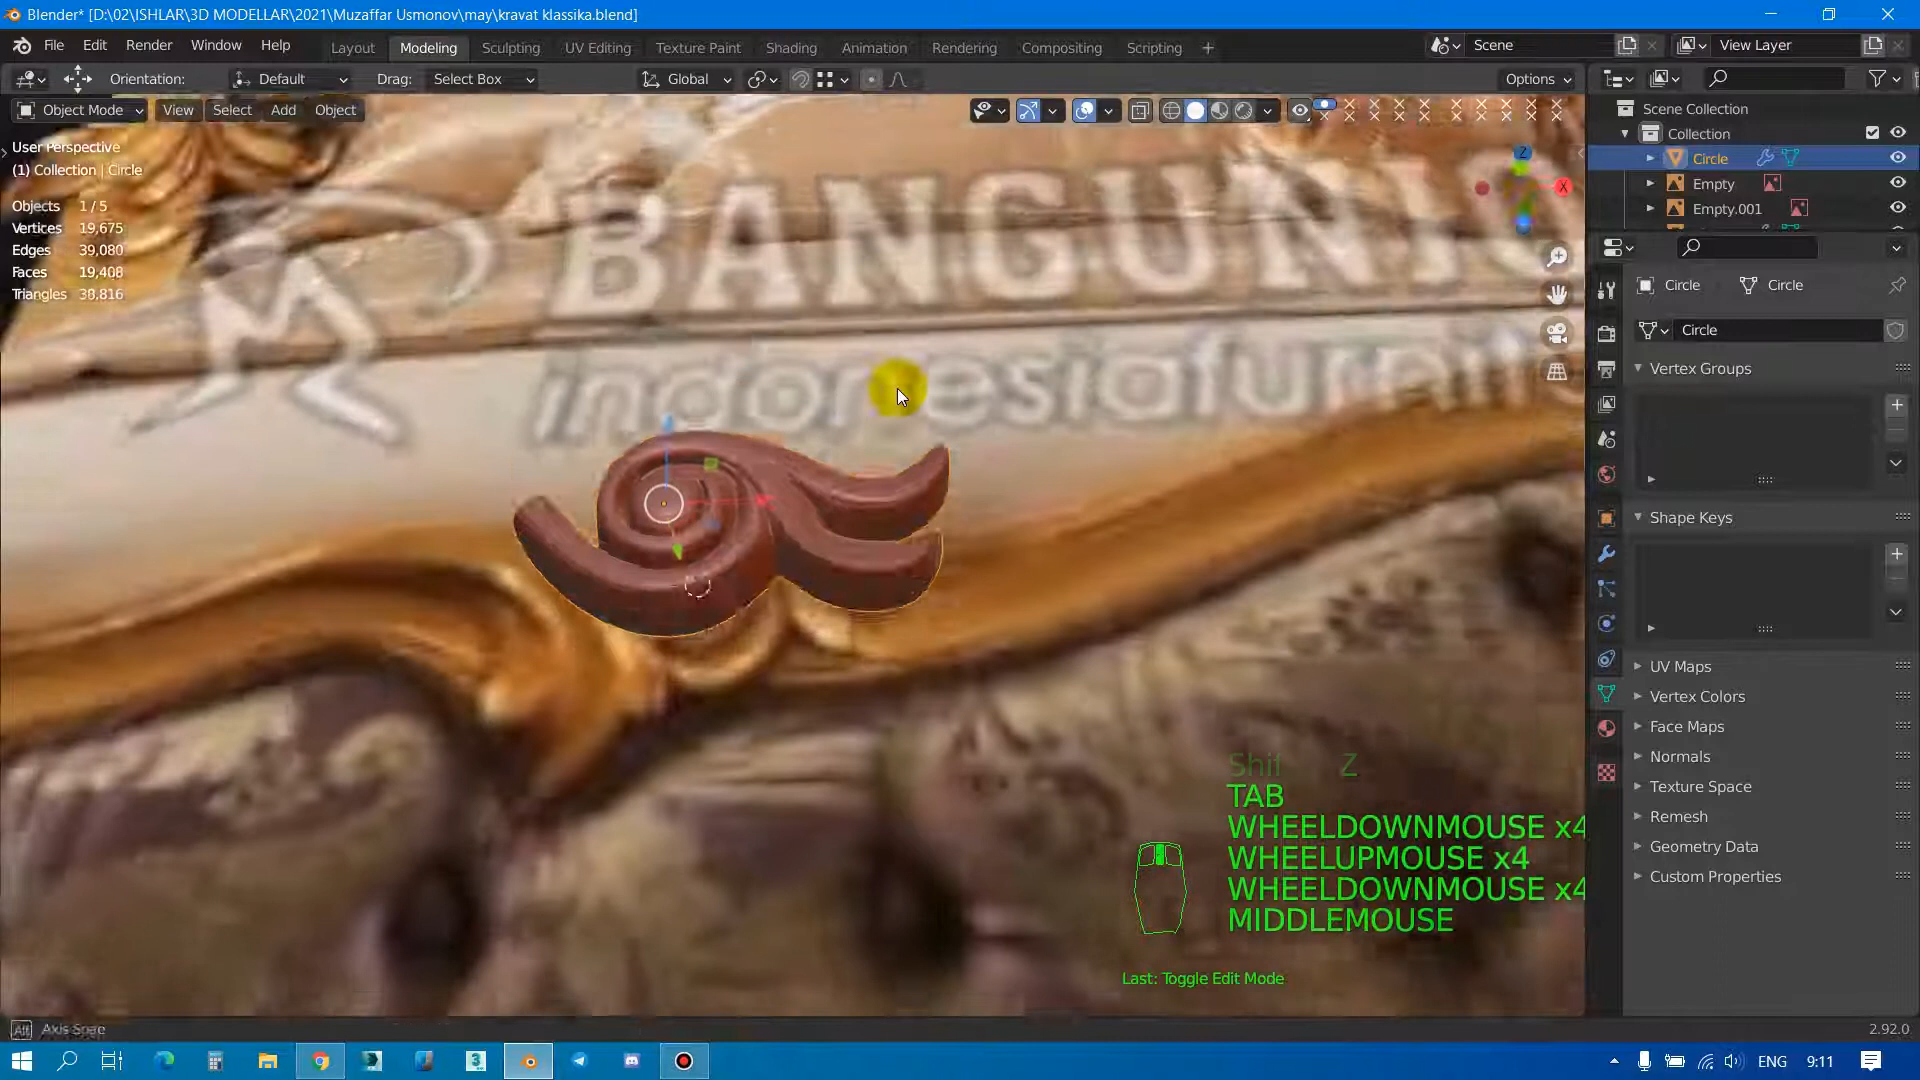 Blender* [D:\02\ISHLAR\3D MODELLAR\2021\Muzaffar Usmonov\may\kravat klassika.blend]
File Edit Render Window Help
Layout Modeling Sculpting UV Editing Texture Paint Shading Animation Rendering Compositing Scripting
Scene
View Layer
Orientation: Default Drag: Select Box
Global
Options
Object Mode View Select Add Object
User Perspective
(1) Collection | Circle
Objects 1 / 5
Vertices 19,675
Edges 39,080
Faces 19,408
Triangles 38,816
BANGUNIS
indonesiafurni
Z
X
Scene Collection
Collection
Circle
Empty
Empty.001
Circle Circle
Circle
Vertex Groups
Shape Keys
UV Maps
Vertex Colors
Face Maps
Normals
Texture Space
Remesh
Geometry Data
Custom Properties
Shif Z
TAB
WHEELDOWNMOUSE x4
WHEELUPMOUSE x4
WHEELDOWNMOUSE x4
MIDDLEMOUSE
Last: Toggle Edit Mode
Alt Axis Snap
2.92.0
ENG 9:11